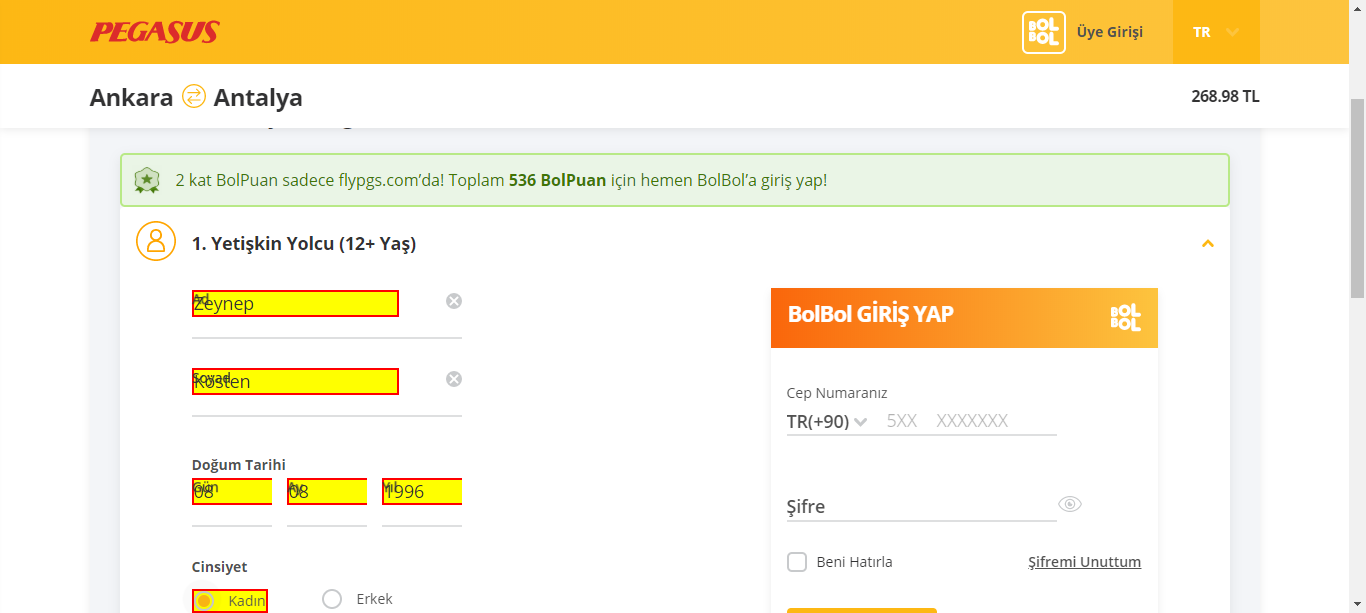 PEGASUS
BOL BOL
Üye Girişi
TR
Ankara Antalya
268.98 TL
2 kat BolPuan sadece flypgs.com’da! Toplam 536 BolPuan için hemen BolBol’a giriş yap!
1. Yetişkin Yolcu (12+ Yaş)
Ad
Zeynep
Soyad
Kösten
Doğum Tarihi
Gün Ay Yıl
08 08 1996
Cinsiyet
Kadın Erkek
BolBol GİRİŞ YAP
BOL BOL
Cep Numaranız
TR(+90) 5XX XXXXXXX
Şifre
Beni Hatırla Şifremi Unuttum